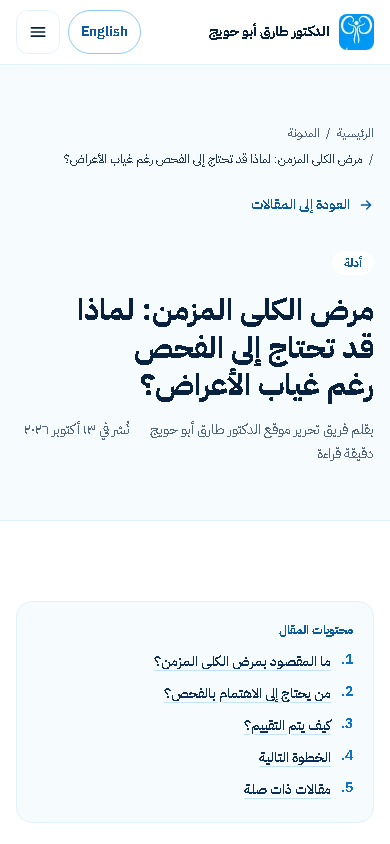 الدكتور طارق أبو حويج
English
الرئيسية / المدونة
/ مرض الكلى المزمن: لماذا قد تحتاج إلى الفحص رغم غياب الأعراض؟
العودة إلى المقالات
أدلة
مرض الكلى المزمن: لماذا
قد تحتاج إلى الفحص
رغم غياب الأعراض؟
بقلم فريق تحرير موقع الدكتور طارق أبو حويج نُشر في ١٣ أكتوبر ٢٠٢٦
دقيقة قراءة
محتويات المقال
1. ما المقصود بمرض الكلى المزمن؟
2. من يحتاج إلى الاهتمام بالفحص؟
3. كيف يتم التقييم؟
4. الخطوة التالية
5. مقالات ذات صلة